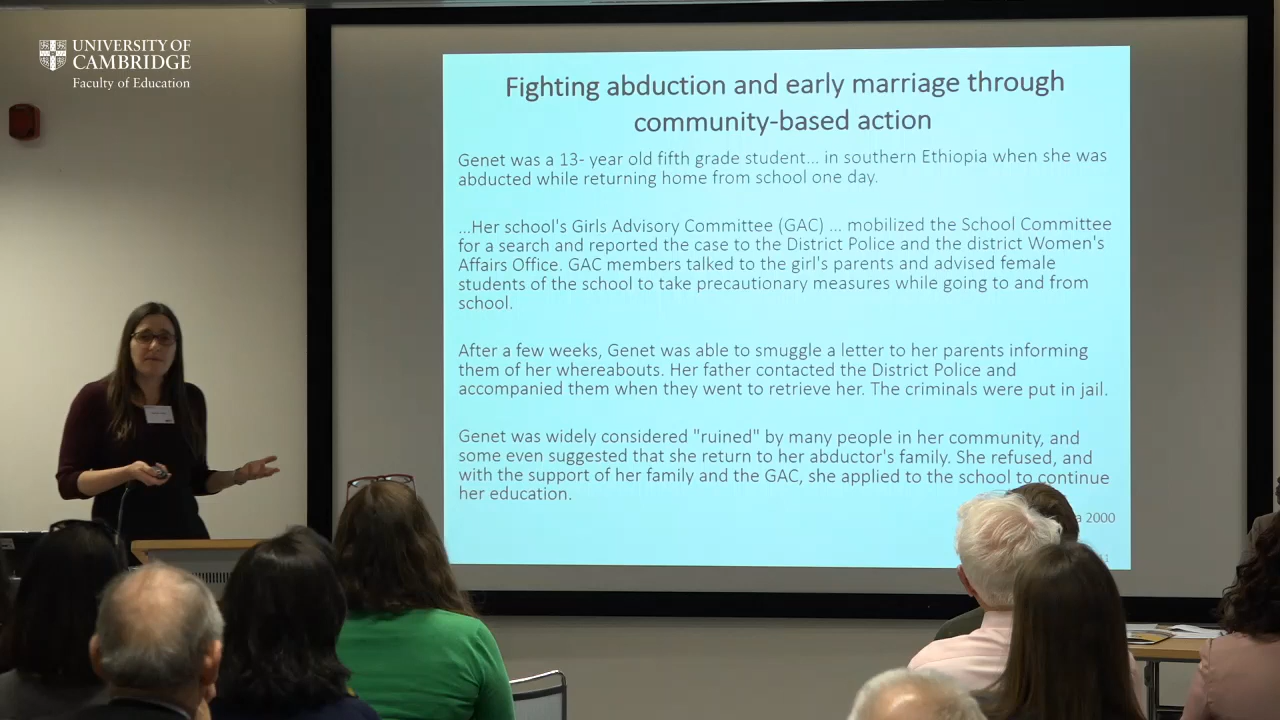 UNIVERSITY OF
CAMBRIDGE
Faculty of Education
Fighting abduction and early marriage through
community-based action
Genet was a 13- year old fifth grade student... in southern Ethiopia when she was
abducted while returning home from school one day.
...Her school's Girls Advisory Committee (GAC) ... mobilized the School Committee
for a search and reported the case to the District Police and the district Women's
Affairs Office. GAC members talked to the girl's parents and advised female
students of the school to take precautionary measures while going to and from
school.
After a few weeks, Genet was able to smuggle a letter to her parents informing
them of her whereabouts. Her father contacted the District Police and
accompanied them when they went to retrieve her. The criminals were put in jail.
Genet was widely considered "ruined" by many people in her community, and
some even suggested that she return to her abductor's family. She refused, and
with the support of her family and the GAC, she applied to the school to continue
her education.
2000